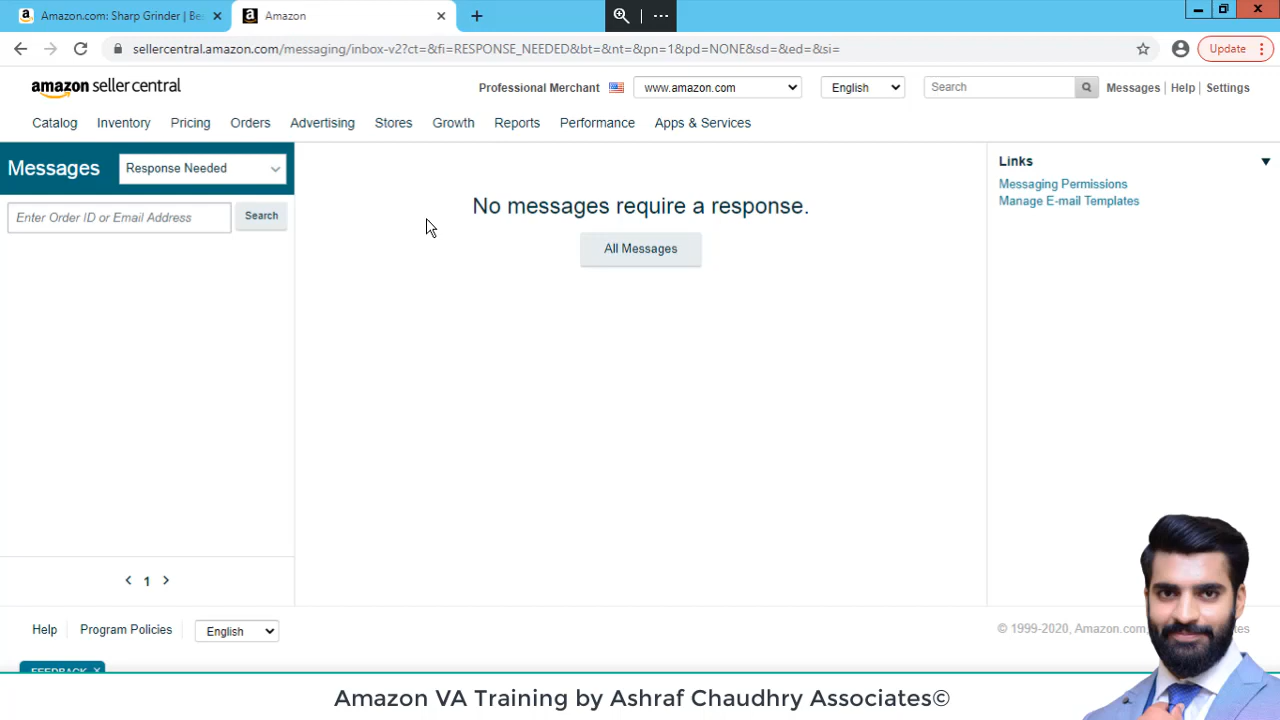 Amazon.com: Sharp Grinder | Be
Amazon
sellercentral.amazon.com/messaging/inbox-v2?ct=&fi=RESPONSE_NEEDED&bt=&nt=&pn=1&pd=NONE&sd=&ed=&si=
Update
amazon seller central
Professional Merchant
www.amazon.com
English
Search
Messages | Help | Settings
Catalog Inventory Pricing Orders Advertising Stores Growth Reports Performance Apps & Services
Messages
Response Needed
Enter Order ID or Email Address
Search
No messages require a response.
All Messages
Links
Messaging Permissions
Manage E-mail Templates
1
Help
Program Policies
English
© 1999-2020, Amazon.com,
FEEDBACK
Amazon VA Training by Ashraf Chaudhry Associates©